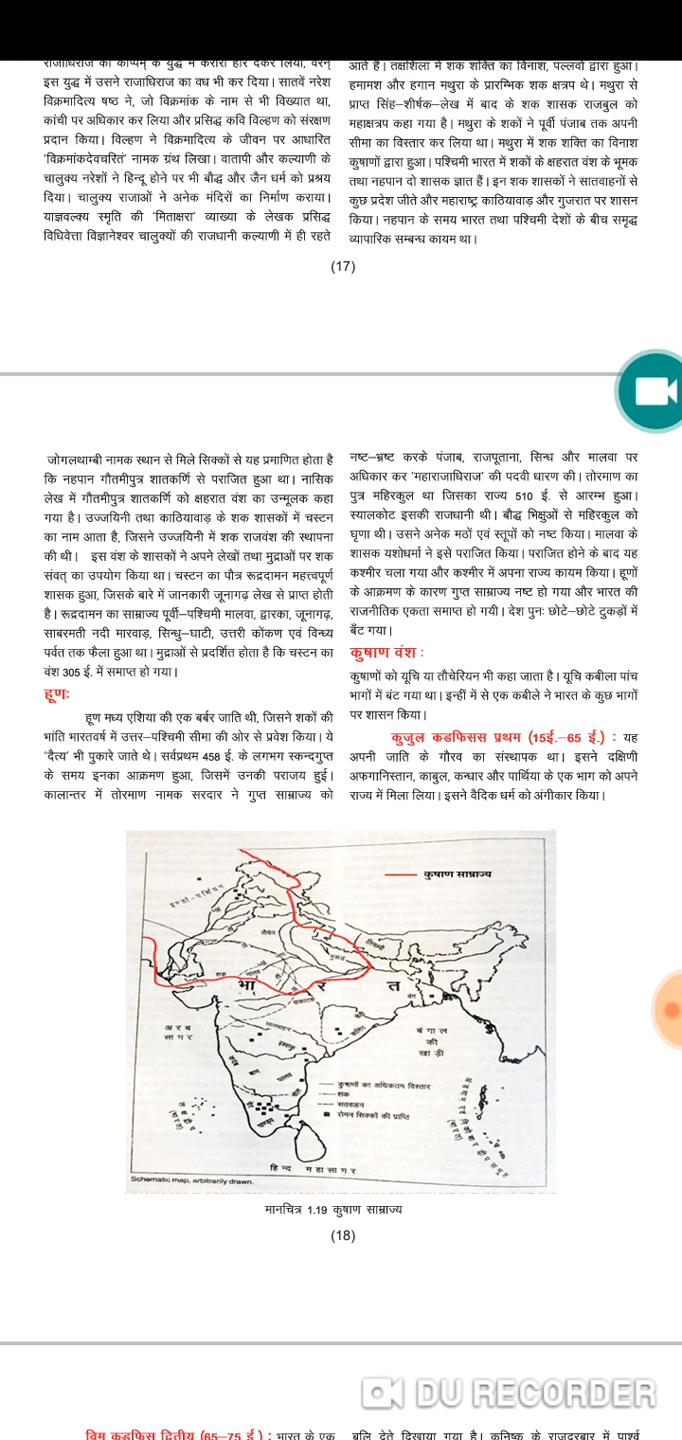 राजाधिराज को कोप्पम् के युद्ध में करारी हार देकर लिया, वरन्
इस युद्ध में उसने राजाधिराज का वध भी कर दिया। सातवें नरेश
विक्रमादित्य षष्ठ ने, जो विक्रमांक के नाम से भी विख्यात था,
कांची पर अधिकार कर लिया और प्रसिद्ध कवि विल्हण को संरक्षण
प्रदान किया। विल्हण ने विक्रमादित्य के जीवन पर आधारित
'विक्रमांकदेवचरित' नामक ग्रंथ लिखा। वातापी और कल्याणी के
चालुक्य नरेशों ने हिन्दू होने पर भी बौद्ध और जैन धर्म को प्रश्रय
दिया। चालुक्य राजाओं ने अनेक मंदिरों का निर्माण कराया।
याज्ञवल्क्य स्मृति की 'मिताक्षरा' व्याख्या के लेखक प्रसिद्ध
विधिवेत्ता विज्ञानेश्वर चालुक्यों की राजधानी कल्याणी में ही रहते
आते है। तक्षशिला में शक शक्ति का विनाश, पल्लवों द्वारा हुआ।
हमामश और हगान मथुरा के प्रारम्भिक शक क्षत्रप थे। मथुरा से
प्राप्त सिंह–शीर्षक–लेख में बाद के शक शासक राजबुल को
महाक्षत्रप कहा गया है। मथुरा के शकों ने पूर्वी पंजाब तक अपनी
सीमा का विस्तार कर लिया था। मथुरा में शक शक्ति का विनाश
कुषाणों द्वारा हुआ। पश्चिमी भारत में शकों के क्षहरात वंश के भूमक
तथा नहपान दो शासक ज्ञात हैं। इन शक शासकों ने सातवाहनों से
कुछ प्रदेश जीते और महाराष्ट्र काठियावाड़ और गुजरात पर शासन
किया। नहपान के समय भारत तथा पश्चिमी देशों के बीच समृद्ध
व्यापारिक सम्बन्ध कायम था।
(17)
जोगलथाम्बी नामक स्थान से मिले सिक्कों से यह प्रमाणित होता है
कि नहपान गौतमीपुत्र शातकर्णि से पराजित हुआ था। नासिक
लेख में गौतमीपुत्र शातकर्णि को क्षहरात वंश का उन्मूलक कहा
गया है। उज्जयिनी तथा काठियावाड़ के शक शासकों में चस्टन
का नाम आता है, जिसने उज्जयिनी में शक राजवंश की स्थापना
की थी। इस वंश के शासकों ने अपने लेखों तथा मुद्राओं पर शक
संवत् का उपयोग किया था। चस्टन का पौत्र रूद्रदामन महत्त्वपूर्ण
शासक हुआ, जिसके बारे में जानकारी जूनागढ़ लेख से प्राप्त होती
है। रूद्रदामन का साम्राज्य पूर्वी–पश्चिमी मालवा, द्वारका, जूनागढ़,
साबरमती नदी मारवाड़, सिन्धु–घाटी, उत्तरी कोंकण एवं विन्ध्य
पर्वत तक फैला हुआ था। मुद्राओं से प्रदर्शित होता है कि चस्टन का
वंश 305 ई. में समाप्त हो गया।
हूणः
हूण मध्य एशिया की एक बर्बर जाति थी, जिसने शकों की
भांति भारतवर्ष में उत्तर–पश्चिमी सीमा की ओर से प्रवेश किया। ये
'दैत्य' भी पुकारे जाते थे। सर्वप्रथम 458 ई. के लगभग स्कन्दगुप्त
के समय इनका आक्रमण हुआ, जिसमें उनकी पराजय हुई।
कालान्तर में तोरमाण नामक सरदार ने गुप्त साम्राज्य को
नष्ट–भ्रष्ट करके पंजाब, राजपूताना, सिन्ध और मालवा पर
अधिकार कर 'महाराजाधिराज' की पदवी धारण की। तोरमाण का
पुत्र महिरकुल था जिसका राज्य 510 ई. से आरम्भ हुआ।
स्यालकोट इसकी राजधानी थी। बौद्ध भिक्षुओं से महिरकुल को
घृणा थी। उसने अनेक मठों एवं स्तूपों को नष्ट किया। मालवा के
शासक यशोधर्मा ने इसे पराजित किया। पराजित होने के बाद यह
कश्मीर चला गया और कश्मीर में अपना राज्य कायम किया। हूणों
के आक्रमण के कारण गुप्त साम्राज्य नष्ट हो गया और भारत की
राजनीतिक एकता समाप्त हो गयी। देश पुनः छोटे–छोटे टुकड़ों में
बँट गया।
कुषाण वंश :
कुषाणों को यूचि या तौचेरियन भी कहा जाता है। यूचि कबीला पांच
भागों में बंट गया था। इन्हीं में से एक कबीले ने भारत के कुछ भागों
पर शासन किया।
कुजुल कडफिसस प्रथम (15ई.–65 ई.) : यह
अपनी जाति के गौरव का संस्थापक था। इसने दक्षिणी
अफगानिस्तान, काबुल, कन्धार और पार्थिया के एक भाग को अपने
राज्य में मिला लिया। इसने वैदिक धर्म को अंगीकार किया।
कुषाण साम्राज्य
यौधेय
शक
भा र त
वंग
सातवाहन
अरब
सागर
बंगाल
की
खाड़ी
कुषाणों का अधिकतम विस्तार
शक
सतवाहन
रोमन सिक्कों की प्राप्ति
हिन्द महासागर
Schematic map, arbitrarily drawn.
मानचित्र 1.19 कुषाण साम्राज्य
(18)
DU RECORDER
विम कडफिस द्वितीय (65–75 ई ) : भारत के एक
बलि देते दिखाया गया है। कनिष्क के राजदरबार में पार्श्व